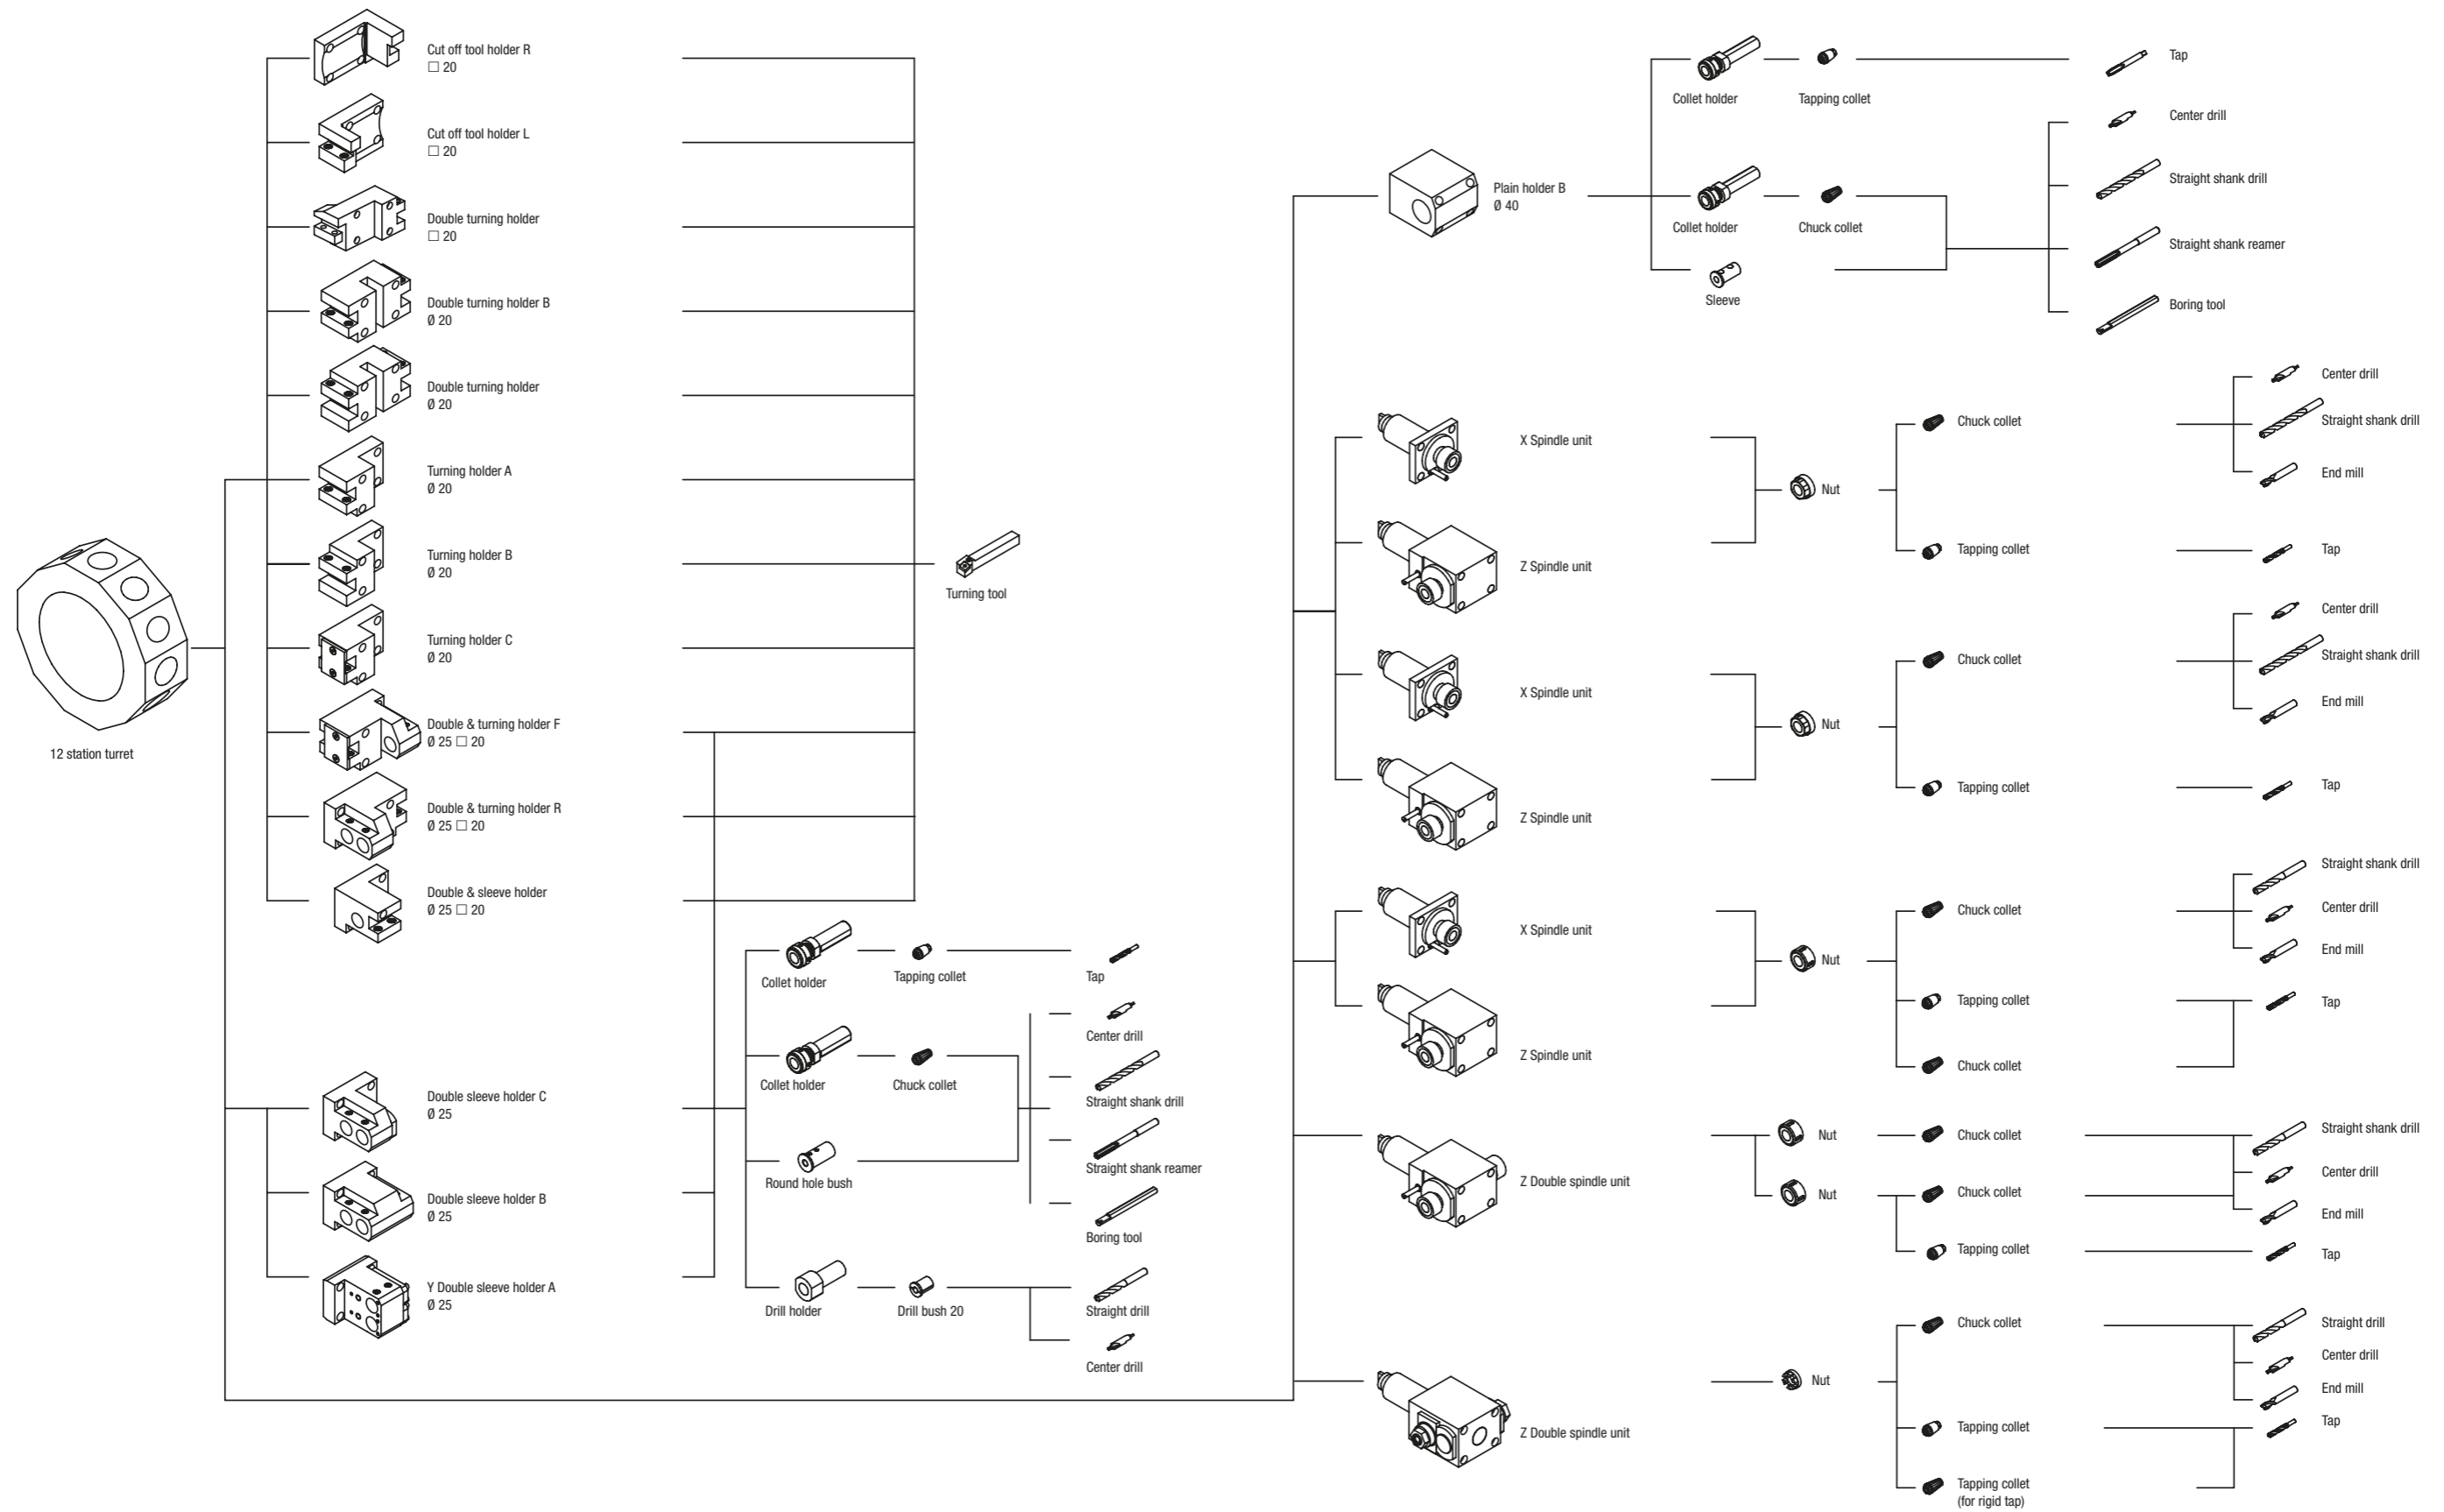 12 station turret
Cut off tool holder R
□ 20
Cut off tool holder L
□ 20
Double turning holder
□ 20
Double turning holder B
Ø 20
Double turning holder
Ø 20
Turning holder A
Ø 20
Turning holder B
Ø 20
Turning holder C
Ø 20
Double & turning holder F
Ø 25 □ 20
Double & turning holder R
Ø 25 □ 20
Double & sleeve holder
Ø 25 □ 20
Turning tool
Double sleeve holder C
Ø 25
Double sleeve holder B
Ø 25
Y Double sleeve holder A
Ø 25
Collet holder
Tapping collet
Tap
Collet holder
Chuck collet
Round hole bush
Center drill
Straight shank drill
Straight shank reamer
Boring tool
Drill holder
Drill bush 20
Straight drill
Center drill
Plain holder B
Ø 40
Collet holder
Tapping collet
Tap
Collet holder
Chuck collet
Sleeve
Center drill
Straight shank drill
Straight shank reamer
Boring tool
X Spindle unit
Z Spindle unit
Nut
Chuck collet
Center drill
Straight shank drill
End mill
Tapping collet
Tap
X Spindle unit
Z Spindle unit
Nut
Chuck collet
Center drill
Straight shank drill
End mill
Tapping collet
Tap
X Spindle unit
Z Spindle unit
Nut
Chuck collet
Straight shank drill
Center drill
End mill
Tapping collet
Tap
Chuck collet
Z Double spindle unit
Nut
Chuck collet
Straight shank drill
Center drill
Nut
Chuck collet
End mill
Tapping collet
Tap
Z Double spindle unit
Nut
Chuck collet
Straight drill
Center drill
End mill
Tapping collet
Tap
Tapping collet
(for rigid tap)